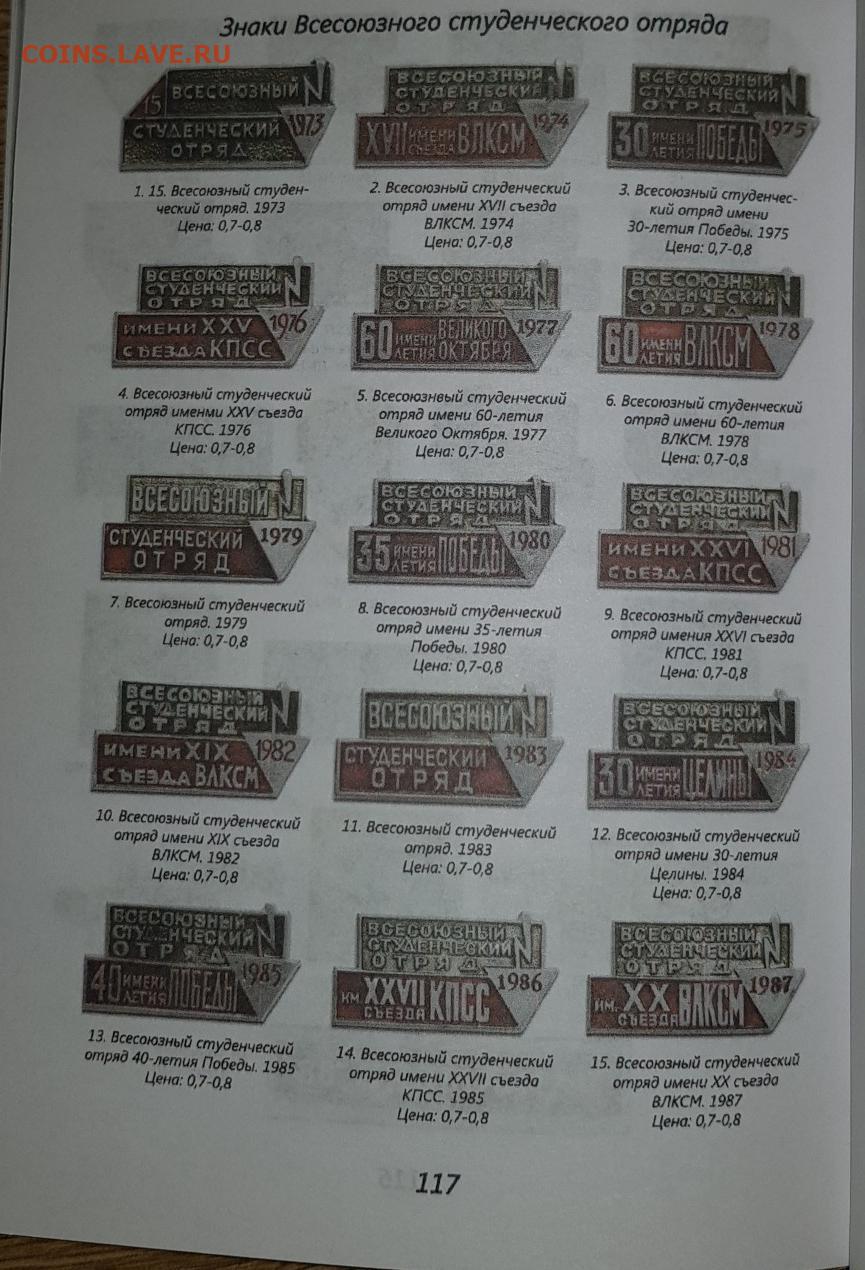 Знаки Всесоюзного студенческого отряда
COINS.LAVE.RU
15 ВСЕСОЮЗНЫЙ
СТУДЕНЧЕСКИЙ
ОТРЯД
1973
ВСЕСОЮЗНЫЙ
СТУДЕНЧЕСКИЙ
ОТРЯД
XVII ИМЕНИ СЪЕЗДА ВЛКСМ
1974
ВСЕСОЮЗНЫЙ
СТУДЕНЧЕСКИЙ
ОТРЯД
30 ИМЕНИ ЛЕТИЯ ПОБЕДЫ
1975
1. 15. Всесоюзный студен-
ческий отряд. 1973
Цена: 0,7-0,8
2. Всесоюзный студенческий
отряд имени XVII съезда
ВЛКСМ. 1974
Цена: 0,7-0,8
3. Всесоюзный студенчес-
кий отряд имени
30-летия Победы. 1975
Цена: 0,7-0,8
ВСЕСОЮЗНЫЙ
СТУДЕНЧЕСКИЙ
ОТРЯД
ИМЕНИ XXV
СЪЕЗДА КПСС
1976
ВСЕСОЮЗНЫЙ
СТУДЕНЧЕСКИЙ
ОТРЯД
60 ИМЕНИ ЛЕТИЯ ВЕЛИКОГО ОКТЯБРЯ
1977
ВСЕСОЮЗНЫЙ
СТУДЕНЧЕСКИЙ
ОТРЯД
60 ИМЕНИ ЛЕТИЯ ВЛКСМ
1978
4. Всесоюзный студенческий
отряд именми XXV съезда
КПСС. 1976
Цена: 0,7-0,8
5. Всесоюзнвый студенческий
отряд имени 60-летия
Великого Октября. 1977
Цена: 0,7-0,8
6. Всесоюзный студенческий
отряд имени 60-летия
ВЛКСМ. 1978
Цена: 0,7-0,8
ВСЕСОЮЗНЫЙ
СТУДЕНЧЕСКИЙ
ОТРЯД
1979
ВСЕСОЮЗНЫЙ
СТУДЕНЧЕСКИЙ
ОТРЯД
35 ИМЕНИ ЛЕТИЯ ПОБЕДЫ
1980
ВСЕСОЮЗНЫЙ
СТУДЕНЧЕСКИЙ
ОТРЯД
ИМЕНИ XXVI
СЪЕЗДА КПСС
1981
7. Всесоюзный студенческий
отряд. 1979
Цена: 0,7-0,8
8. Всесоюзный студенческий
отряд имени 35-летия
Победы. 1980
Цена: 0,7-0,8
9. Всесоюзный студенческий
отряд имения XXVI съезда
КПСС. 1981
Цена: 0,7-0,8
ВСЕСОЮЗНЫЙ
СТУДЕНЧЕСКИЙ
ОТРЯД
ИМЕНИ XIX
СЪЕЗДА ВЛКСМ
1982
ВСЕСОЮЗНЫЙ
СТУДЕНЧЕСКИЙ
ОТРЯД
1983
ВСЕСОЮЗНЫЙ
СТУДЕНЧЕСКИЙ
ОТРЯД
30 ИМЕНИ ЛЕТИЯ ЦЕЛИНЫ
1984
10. Всесоюзный студенческий
отряд имени XIX съезда
ВЛКСМ. 1982
Цена: 0,7-0,8
11. Всесоюзный студенческий
отряд. 1983
Цена: 0,7-0,8
12. Всесоюзный студенческий
отряд имени 30-летия
Целины. 1984
Цена: 0,7-0,8
ВСЕСОЮЗНЫЙ
СТУДЕНЧЕСКИЙ
ОТРЯД
40 ИМЕНИ ЛЕТИЯ ПОБЕДЫ
1985
ВСЕСОЮЗНЫЙ
СТУДЕНЧЕСКИЙ
ОТРЯД
ИМ. XXVII СЪЕЗДА КПСС
1986
ВСЕСОЮЗНЫЙ
СТУДЕНЧЕСКИЙ
ОТРЯД
ИМ. XX СЪЕЗДА ВЛКСМ
1987
13. Всесоюзный студенческий
отряд 40-летия Победы. 1985
Цена: 0,7-0,8
14. Всесоюзный студенческий
отряд имени XXVII съезда
КПСС. 1985
Цена: 0,7-0,8
15. Всесоюзный студенческий
отряд имени XX съезда
ВЛКСМ. 1987
Цена: 0,7-0,8
117